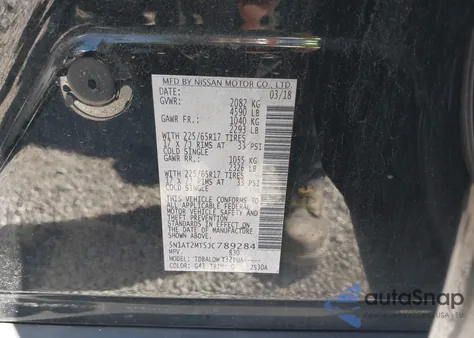 MFD BY NISSAN MOTOR CO., LTD.
DATE: 03/18
GVWR: 2082 KG
4590 LB
GAWR FR.: 1040 KG
2293 LB
WITH 225/65R17 TIRES
17 X 7J RIMS AT 33 PSI
COLD SINGLE
GAWR RR.: 1055 KG
2326 LB
WITH 225/65R17 TIRES
17 X 7J RIMS AT 33 PSI
COLD SINGLE
THIS VEHICLE CONFORMS TO
ALL APPLICABLE FEDERAL
MOTOR VEHICLE SAFETY AND
BUMPER STANDARDS IN
EFFECT ON THE DATE OF
MANUFACTURE SHOWN ABOVE.
5N1AT2MT5JC789284
MPV
MODEL:
COLOR: G41 TRIM: G
autoSnap